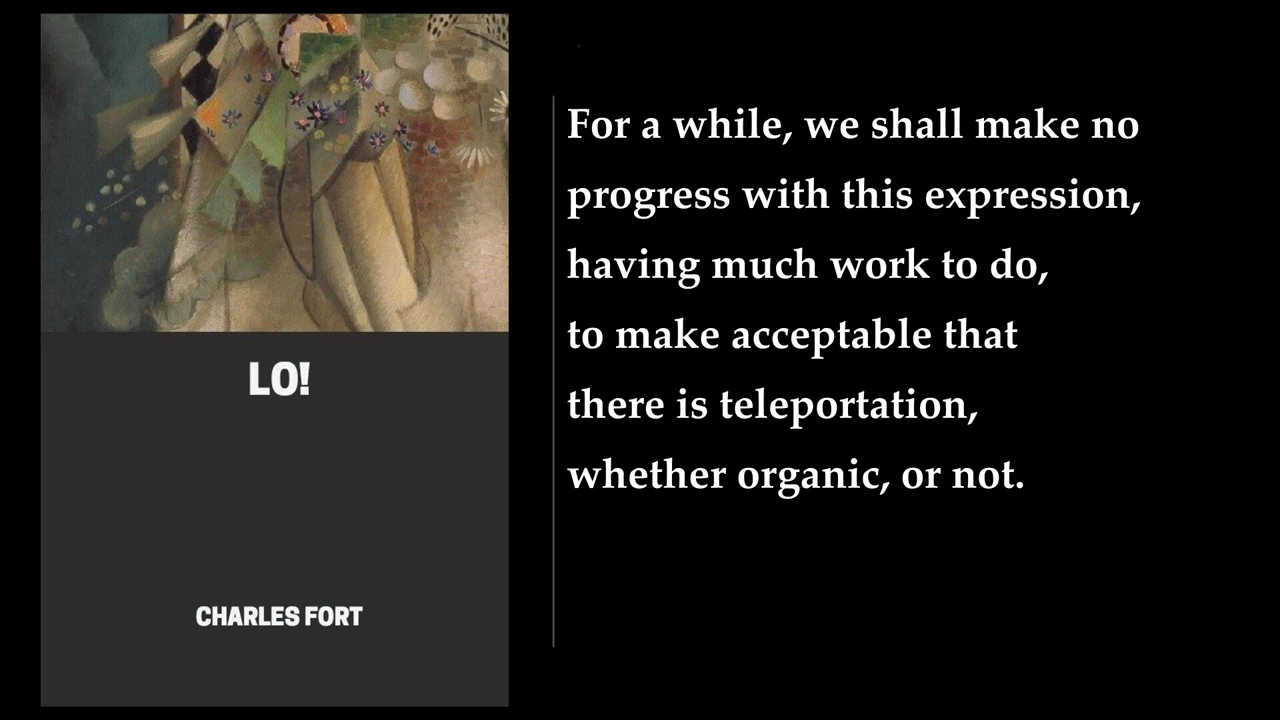 LO!
CHARLES FORT
For a while, we shall make no
progress with this expression,
having much work to do,
to make acceptable that
there is teleportation,
whether organic, or not.